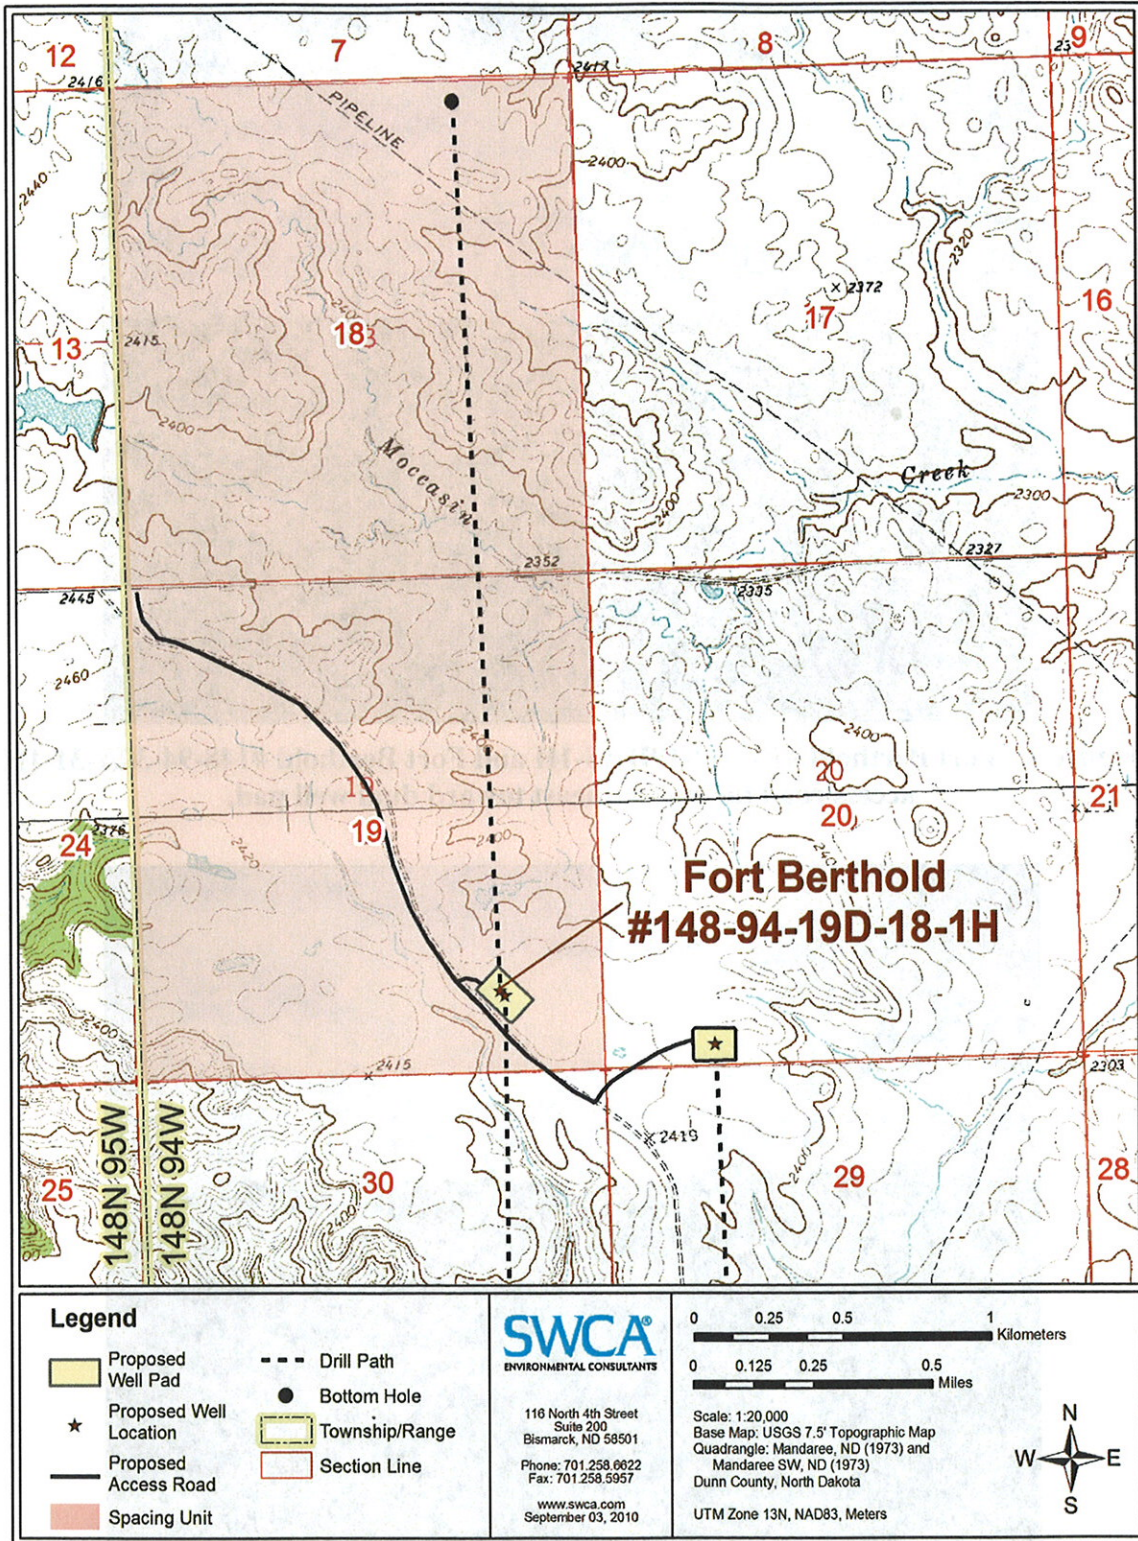 12
7
8
9
2416
2417
PIPELINE
2440
2400
2320
2372
17
16
18
13
2415
2400
2400
Moccasin
2400
Creek
2300
2352
2327
2445
2335
2460
2400
20
19
21
24
2376
19
20
2420
2400
Fort Berthold
#148-94-19D-18-1H
2400
2415
2303
2419
148N 95W
148N 94W
25
30
29
28
2400
2400
Legend
Proposed
Well Pad
Proposed Well
Location
Proposed
Access Road
Spacing Unit
Drill Path
Bottom Hole
Township/Range
Section Line
SWCA®
ENVIRONMENTAL CONSULTANTS
116 North 4th Street
Suite 200
Bismarck, ND 58501
Phone: 701.258.6622
Fax: 701.258.5957
www.swca.com
September 03, 2010
0 0.25 0.5 1
Kilometers
0 0.125 0.25 0.5
Miles
Scale: 1:20,000
Base Map: USGS 7.5' Topographic Map
Quadrangle: Mandaree, ND (1973) and
Mandaree SW, ND (1973)
Dunn County, North Dakota
UTM Zone 13N, NAD83, Meters
N
W E
S